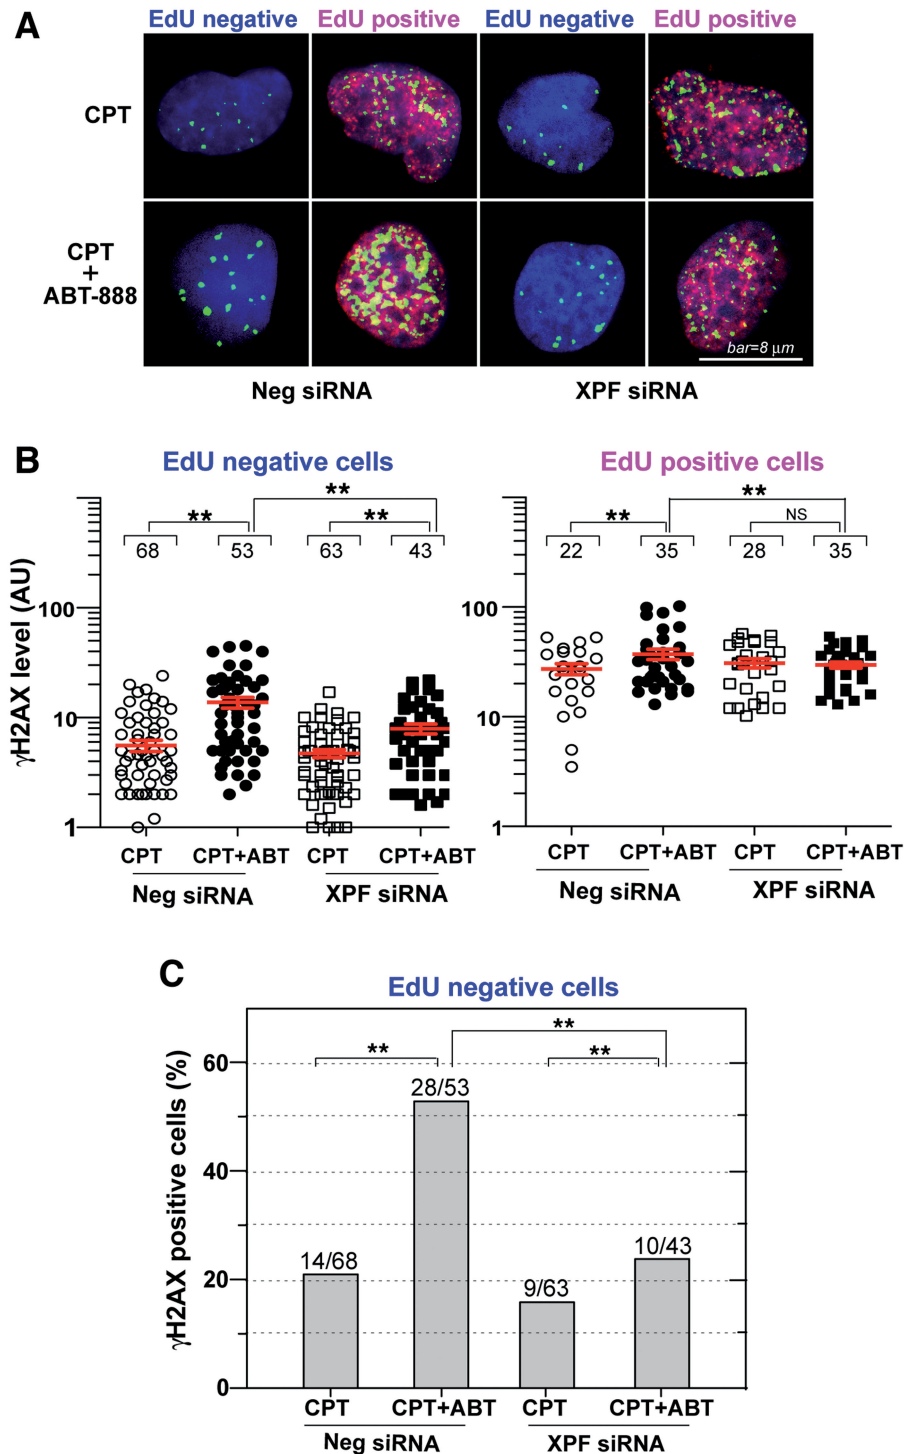 A
EdU negative EdU positive EdU negative EdU positive
CPT
CPT
+
ABT-888
bar=8 μm
Neg siRNA XPF siRNA
B
EdU negative cells EdU positive cells
** ** ** ** ** NS
68 53 63 43 22 35 28 35
γH2AX level (AU)
100 100
10 10
1 1
CPT CPT+ABT CPT CPT+ABT CPT CPT+ABT CPT CPT+ABT
Neg siRNA XPF siRNA Neg siRNA XPF siRNA
C
EdU negative cells
**
** **
γH2AX positive cells (%)
60
28/53
40
14/68 10/43
20 9/63
0
CPT CPT+ABT CPT CPT+ABT
Neg siRNA XPF siRNA